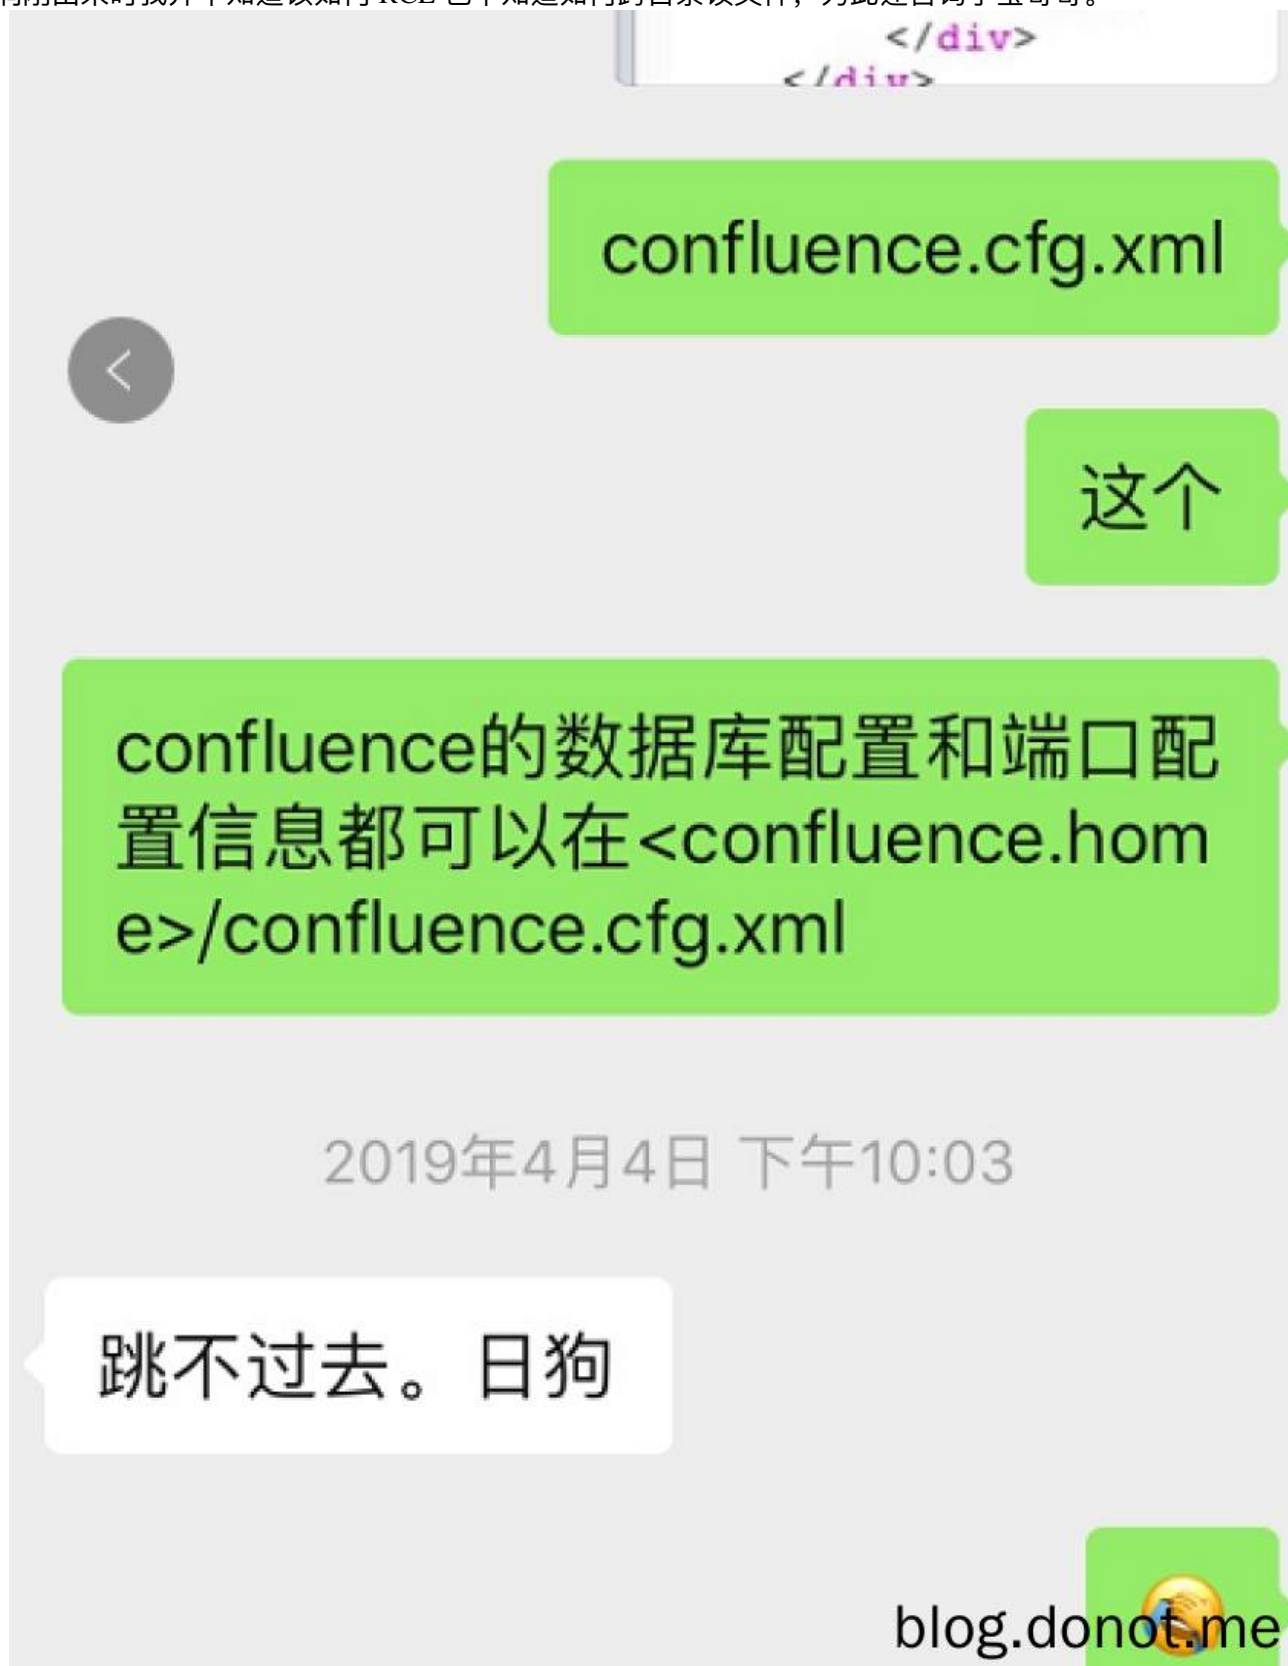 </div>
</div>
confluence.cfg.xml
这个
confluence的数据库配置和端口配
置信息都可以在<confluence.hom
e>/confluence.cfg.xml
2019年4月4日 下午10:03
跳不过去。日狗
blog.donot.me